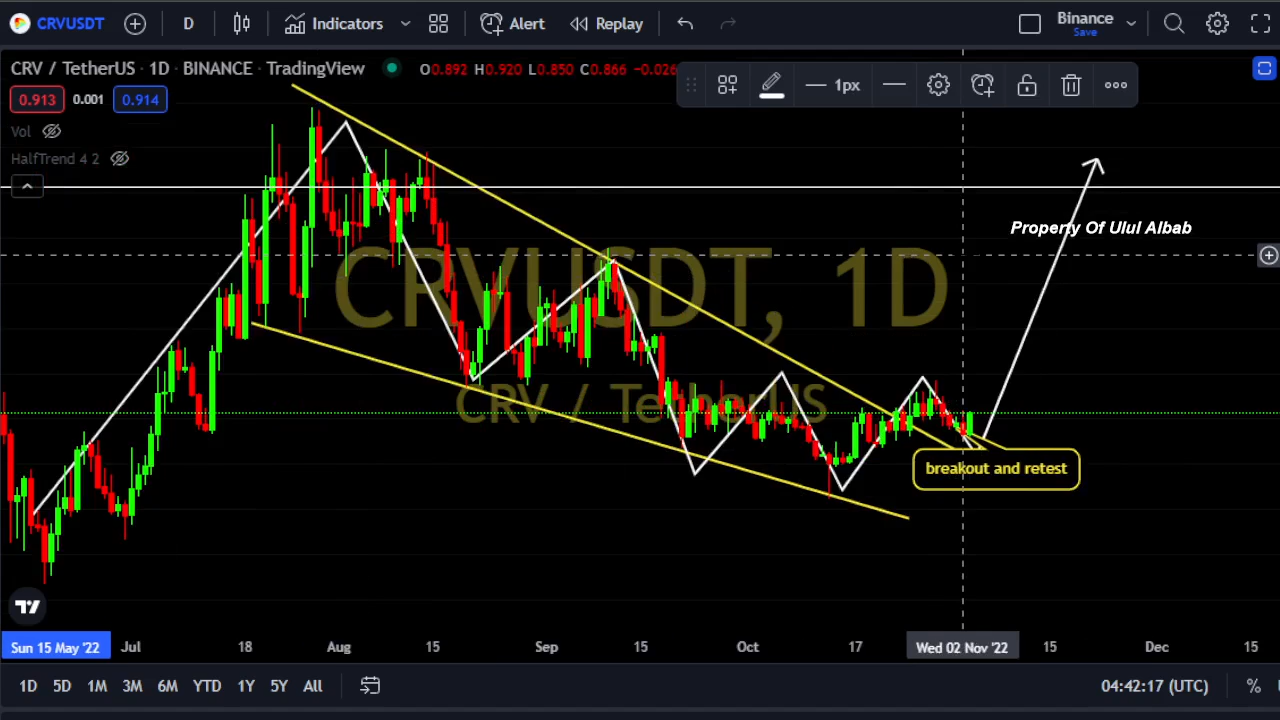 CRVUSDT D Indicators Alert Replay Binance
Save
CRV / TetherUS · 1D · BINANCE · TradingView O0.892 H0.920 L0.850 C0.866 −0.026
0.913 0.001 0.914 1px
Vol
HalfTrend 4 2
Property Of Ulul Albab
CRVUSDT, 1D
CRV / TetherUS
breakout and retest
Sun 15 May '22 Jul 18 Aug 15 Sep 15 Oct 17 Wed 02 Nov '22 15 Dec 15
1D 5D 1M 3M 6M YTD 1Y 5Y All 04:42:17 (UTC) %